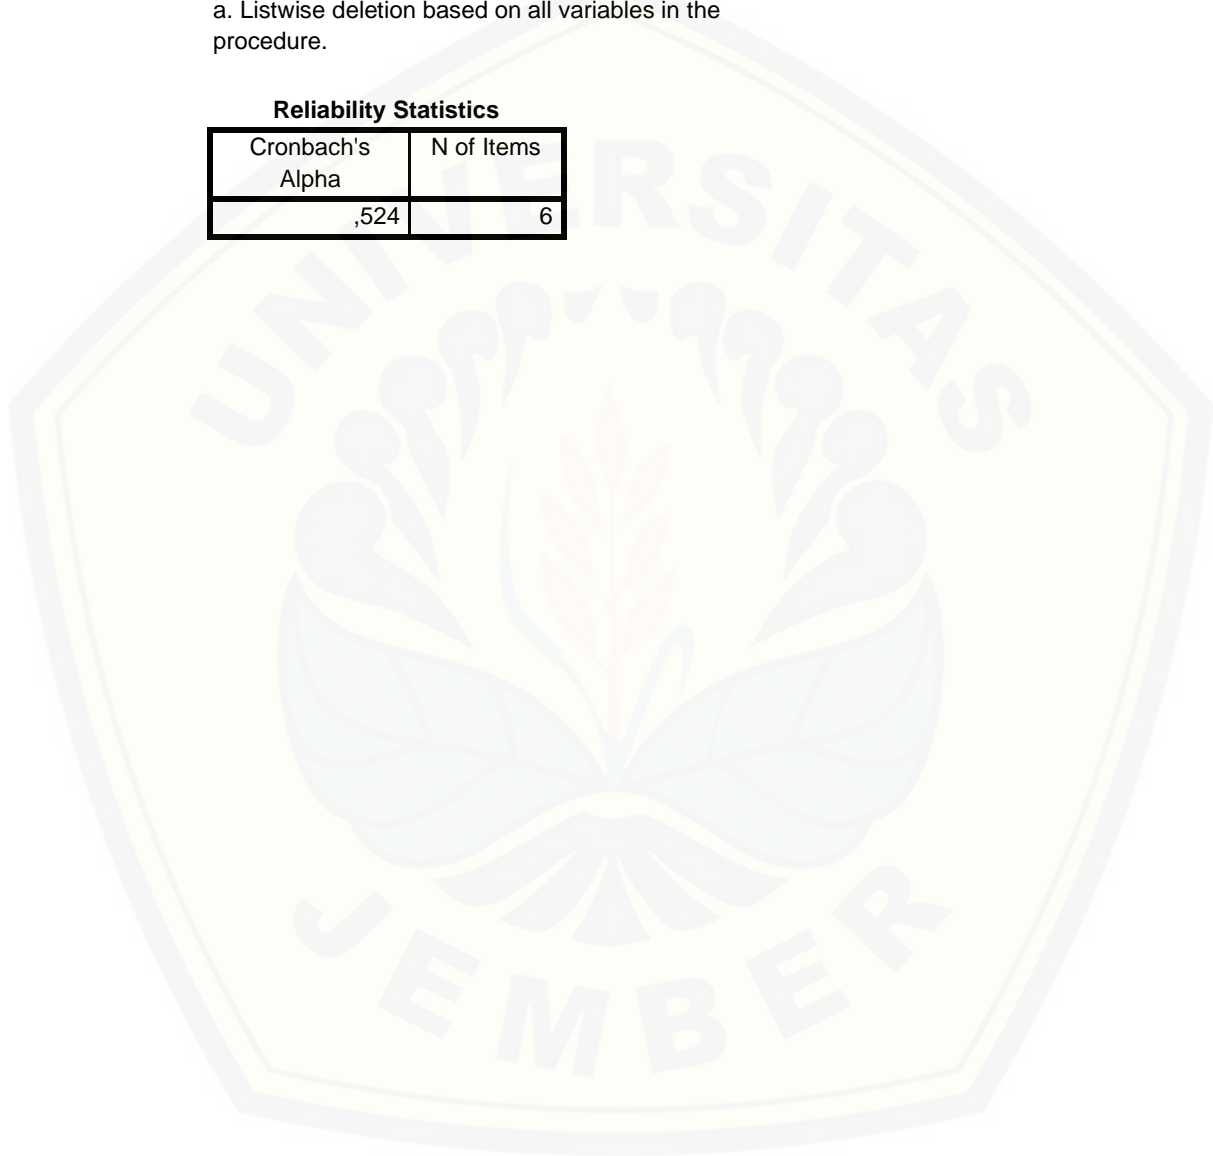 a. Listwise deletion based on all variables in the
procedure.
Reliability Statistics
Cronbach's
Alpha
N of Items
,524
6
UNIVERSITAS
JEMBER